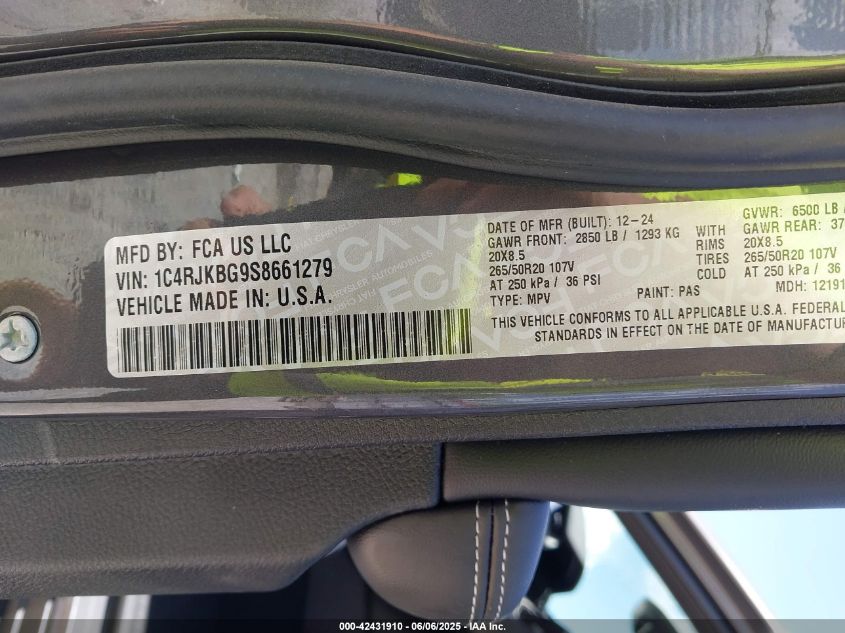 MFD BY: FCA US LLC
VIN: 1C4RJKBG9S8661279
VEHICLE MADE IN: U.S.A.
DATE OF MFR (BUILT): 12-24
GAWR FRONT: 2850 LB / 1293 KG WITH
20X8.5 RIMS
265/50R20 107V TIRES
AT 250 kPa / 36 PSI COLD
TYPE: MPV PAINT: PAS
GVWR: 6500 LB /
GAWR REAR: 37
20X8.5
265/50R20 107V
AT 250 kPa / 36
MDH: 12191
THIS VEHICLE CONFORMS TO ALL APPLICABLE U.S.A. FEDERAL
STANDARDS IN EFFECT ON THE DATE OF MANUFACTUR
000-42431910 - 06/06/2025 - IAA Inc.